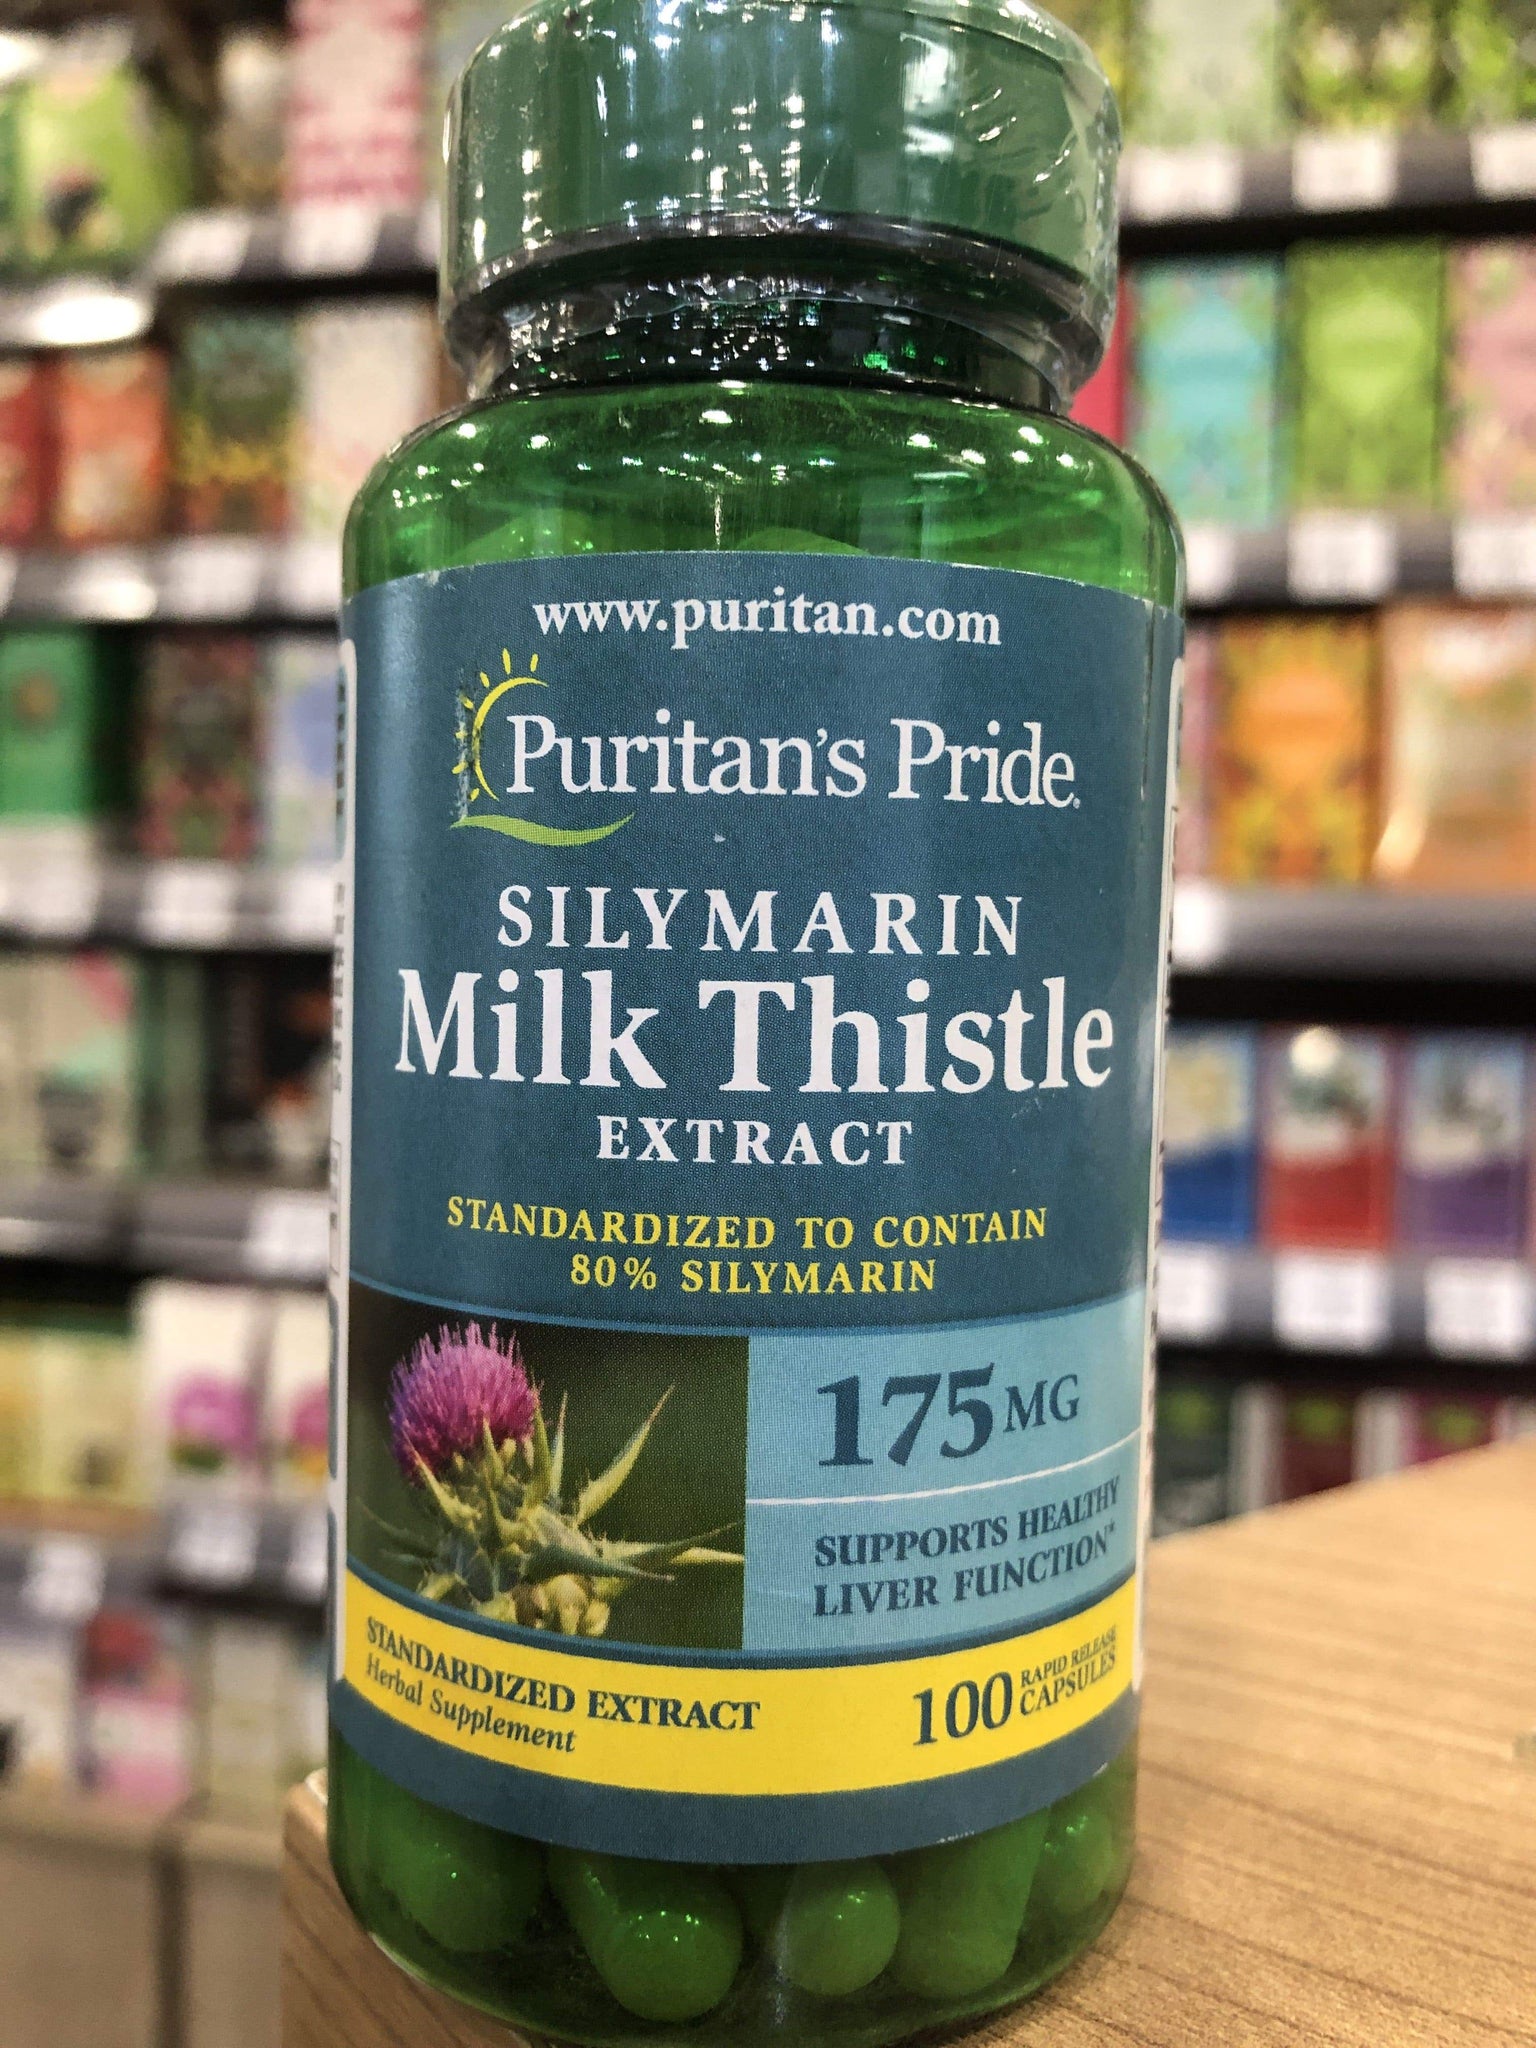 www.puritan.com
Puritan's Pride.
SILYMARIN
Milk Thistle
EXTRACT
STANDARDIZED TO CONTAIN
80% SILYMARIN
175 MG
SUPPORTS HEALTHY
LIVER FUNCTION*
STANDARDIZED EXTRACT
Herbal Supplement
100 RAPID RELEASE
CAPSULES